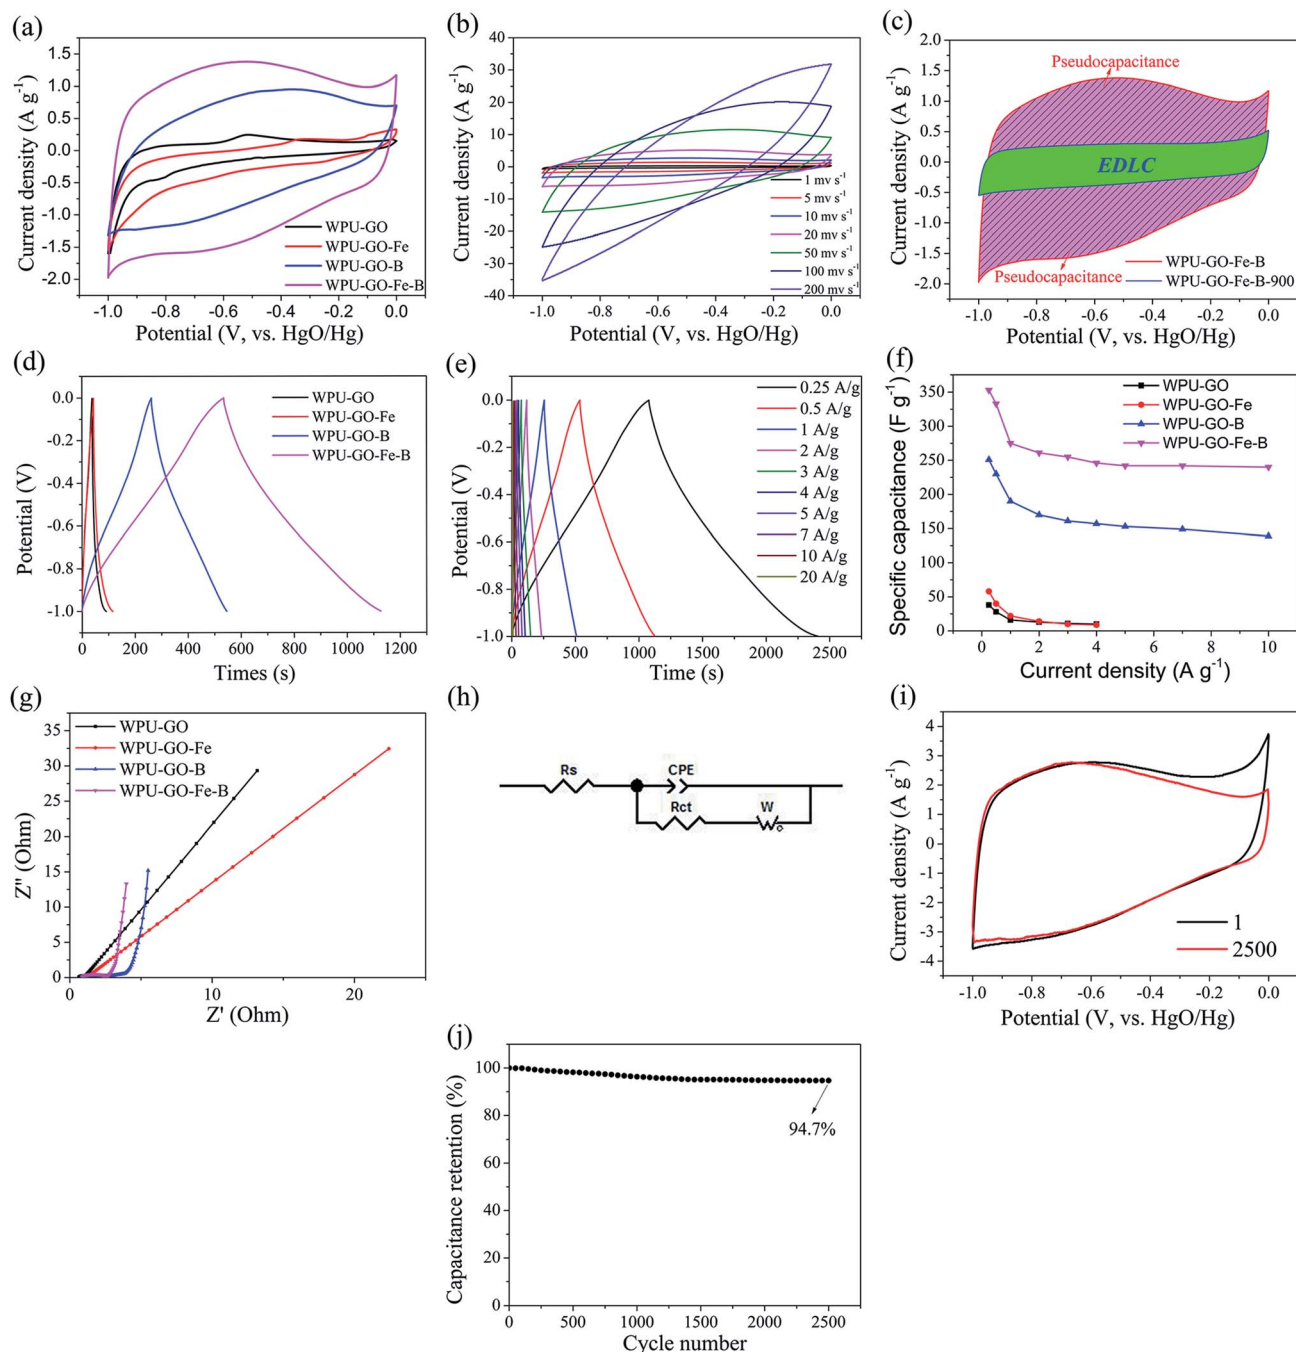 (a)
Current density (A g⁻¹)
1.5
1.0
0.5
0.0
-0.5
-1.0
-1.5
-2.0
WPU-GO
WPU-GO-Fe
WPU-GO-B
WPU-GO-Fe-B
-1.0 -0.8 -0.6 -0.4 -0.2 0.0
Potential (V, vs. HgO/Hg)
(b)
Current density (A g⁻¹)
40
30
20
10
0
-10
-20
-30
-40
1 mv s⁻¹
5 mv s⁻¹
10 mv s⁻¹
20 mv s⁻¹
50 mv s⁻¹
100 mv s⁻¹
200 mv s⁻¹
-1.0 -0.8 -0.6 -0.4 -0.2 0.0
Potential (V, vs. HgO/Hg)
(c)
Current density (A g⁻¹)
2.0
1.5
1.0
0.5
0.0
-0.5
-1.0
-1.5
-2.0
Pseudocapacitance
EDLC
Pseudocapacitance
WPU-GO-Fe-B
WPU-GO-Fe-B-900
-1.0 -0.8 -0.6 -0.4 -0.2 0.0
Potential (V, vs. HgO/Hg)
(d)
Potential (V)
0.0
-0.2
-0.4
-0.6
-0.8
-1.0
WPU-GO
WPU-GO-Fe
WPU-GO-B
WPU-GO-Fe-B
0 200 400 600 800 1000 1200
Times (s)
(e)
Potential (V)
0.0
-0.2
-0.4
-0.6
-0.8
-1.0
0.25 A/g
0.5 A/g
1 A/g
2 A/g
3 A/g
4 A/g
5 A/g
7 A/g
10 A/g
20 A/g
0 500 1000 1500 2000 2500
Time (s)
(f)
Specific capacitance (F g⁻¹)
350
300
250
200
150
100
50
0
WPU-GO
WPU-GO-Fe
WPU-GO-B
WPU-GO-Fe-B
0 2 4 6 8 10
Current density (A g⁻¹)
(g)
Z'' (Ohm)
35
30
25
20
15
10
5
0
WPU-GO
WPU-GO-Fe
WPU-GO-B
WPU-GO-Fe-B
0 10 20
Z' (Ohm)
(h)
Rs CPE
Rct W
(i)
Current density (A g⁻¹)
4
3
2
1
0
-1
-2
-3
-4
1
2500
-1.0 -0.8 -0.6 -0.4 -0.2 0.0
Potential (V, vs. HgO/Hg)
(j)
Capacitance retention (%)
100
80
60
40
20
0
94.7%
0 500 1000 1500 2000 2500
Cycle number